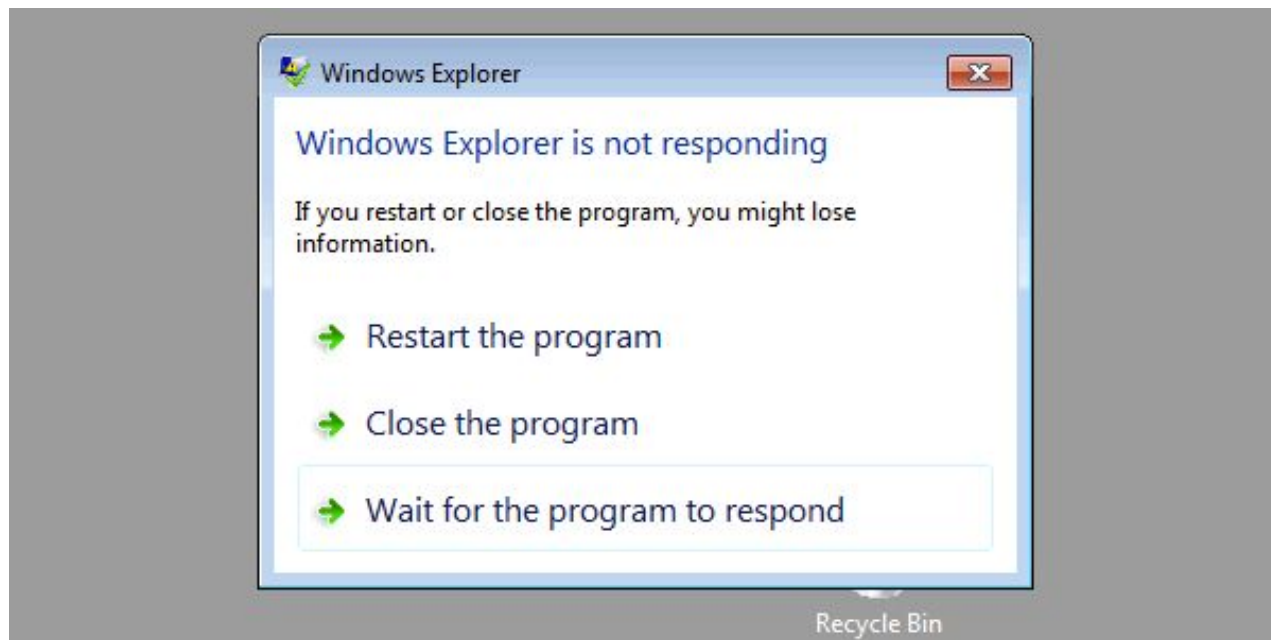 Windows Explorer
Windows Explorer is not responding
If you restart or close the program, you might lose
information.
Restart the program
Close the program
Wait for the program to respond
Recycle Bin